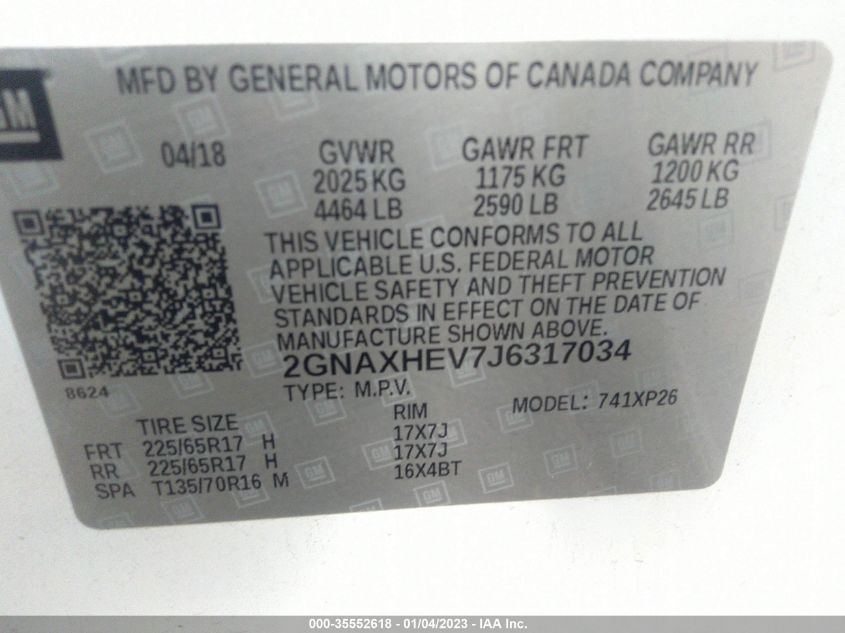 GM
MFD BY GENERAL MOTORS OF CANADA COMPANY
04/18 GVWR GAWR FRT GAWR RR
2025 KG 1175 KG 1200 KG
4464 LB 2590 LB 2645 LB
THIS VEHICLE CONFORMS TO ALL
APPLICABLE U.S. FEDERAL MOTOR
VEHICLE SAFETY AND THEFT PREVENTION
STANDARDS IN EFFECT ON THE DATE OF
MANUFACTURE SHOWN ABOVE.
2GNAXHEV7J6317034
8624 TYPE: M.P.V. MODEL: 741XP26
TIRE SIZE RIM
FRT 225/65R17 H 17X7J
RR 225/65R17 H 17X7J
SPA T135/70R16 M 16X4BT
000-35552618 - 01/04/2023 - IAA Inc.